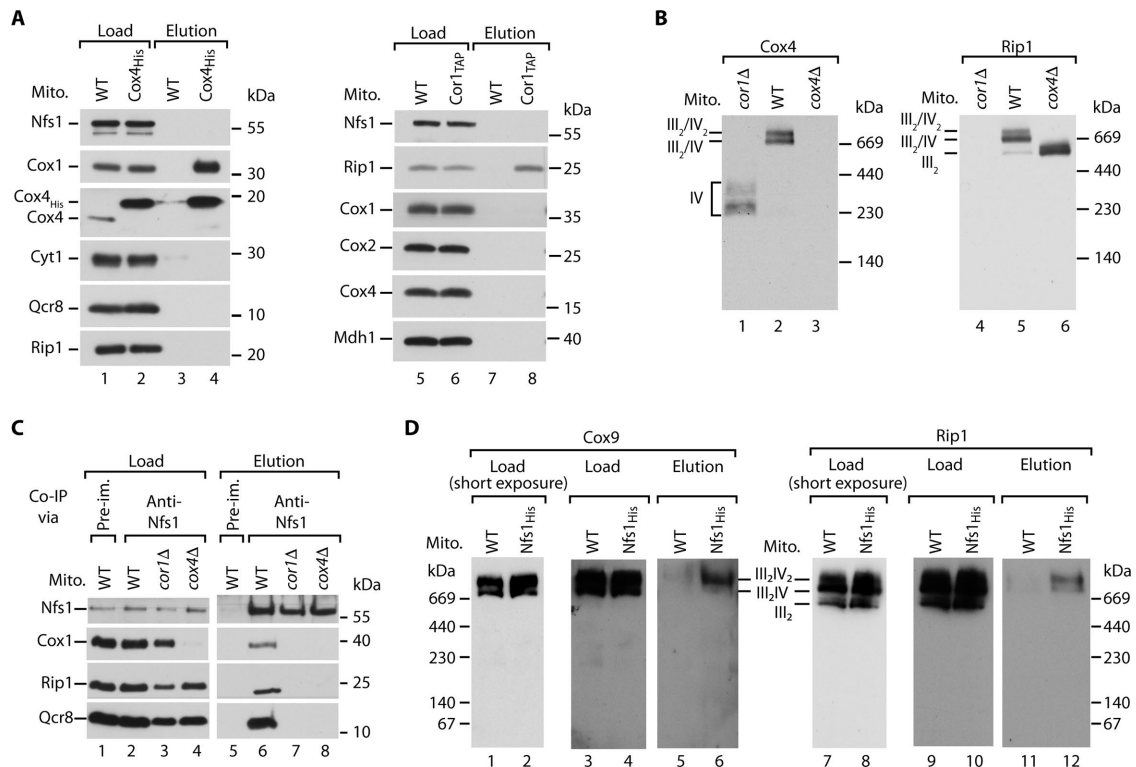 A
Load
Elution
Mito.
WT
Cox4His
WT
Cox4His
kDa
Nfs1
55
Cox1
30
Cox4His
20
Cox4
Cyt1
30
Qcr8
10
Rip1
20
1 2 3 4
Load
Elution
Mito.
WT
Cor1TAP
WT
Cor1TAP
kDa
Nfs1
55
Rip1
25
Cox1
35
Cox2
25
Cox4
15
Mdh1
40
5 6 7 8
B
Cox4
Mito.
cor1Δ
WT
cox4Δ
kDa
III2/IV2
III2/IV
669
440
IV
230
140
1 2 3
Rip1
Mito.
cor1Δ
WT
cox4Δ
kDa
III2/IV2
III2/IV
III2
669
440
230
140
4 5 6
C
Load
Elution
Co-IP
via
Pre-im.
Anti-
Nfs1
Pre-im.
Anti-
Nfs1
Mito.
WT
WT
cor1Δ
cox4Δ
WT
WT
cor1Δ
cox4Δ
kDa
Nfs1
55
Cox1
40
Rip1
25
Qcr8
10
1 2 3 4 5 6 7 8
D
Cox9
Load
(short exposure)
Load
Elution
Mito.
WT
Nfs1His
WT
Nfs1His
WT
Nfs1His
kDa
669
440
230
140
67
III2IV2
III2IV
III2
1 2 3 4 5 6
Rip1
Load
(short exposure)
Load
Elution
Mito.
WT
Nfs1His
WT
Nfs1His
WT
Nfs1His
kDa
669
440
230
140
67
7 8 9 10 11 12